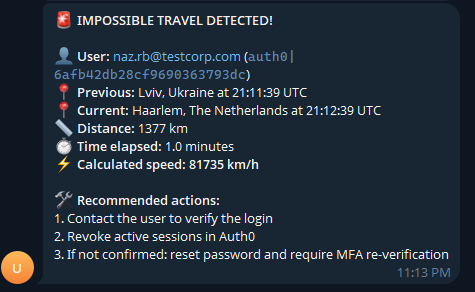 🚨 IMPOSSIBLE TRAVEL DETECTED!
👤 User: naz.rb@testcorp.com (auth0|
6afb42db28cf9690363793dc)
📍 Previous: Lviv, Ukraine at 21:11:39 UTC
📍 Current: Haarlem, The Netherlands at 21:12:39 UTC
📏 Distance: 1377 km
⏱ Time elapsed: 1.0 minutes
⚡ Calculated speed: 81735 km/h
🛠 Recommended actions:
1. Contact the user to verify the login
2. Revoke active sessions in Auth0
3. If not confirmed: reset password and require MFA re-verification
11:13 PM
U